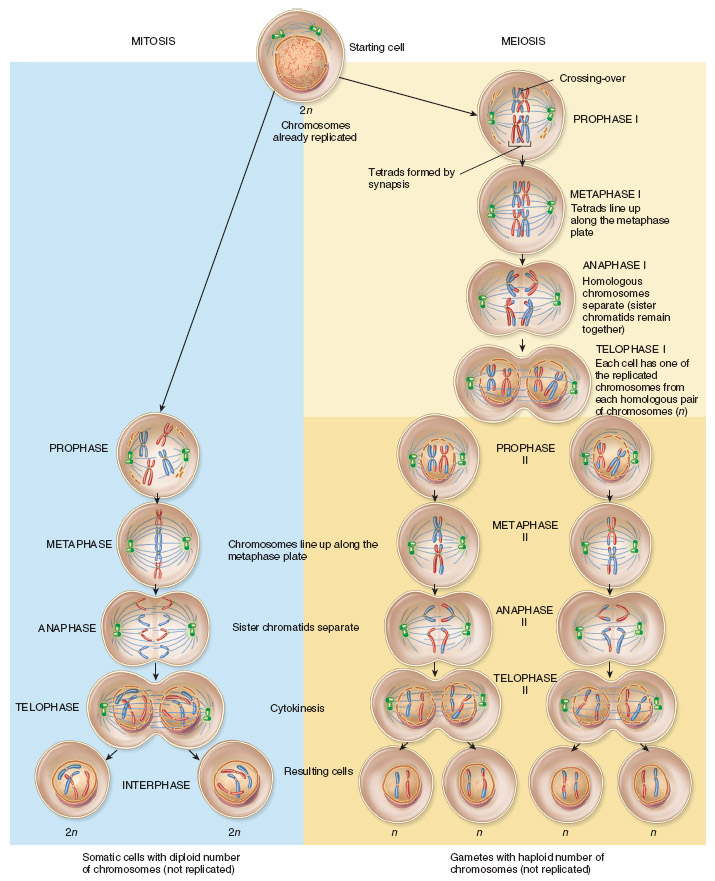 MITOSIS
MEIOSIS
Starting cell
2n
Chromosomes
already replicated
Crossing-over
PROPHASE I
Tetrads formed by
synapsis
METAPHASE I
Tetrads line up
along the metaphase
plate
ANAPHASE I
Homologous
chromosomes
separate (sister
chromatids remain
together)
TELOPHASE I
Each cell has one of
the replicated
chromosomes from
each homologous pair
of chromosomes (n)
PROPHASE
PROPHASE
II
METAPHASE
Chromosomes line up along the
metaphase plate
METAPHASE
II
ANAPHASE
Sister chromatids separate
ANAPHASE
II
TELOPHASE
Cytokinesis
TELOPHASE
II
INTERPHASE
Resulting cells
2n
2n
n
n
n
n
Somatic cells with diploid number
of chromosomes (not replicated)
Gametes with haploid number of
chromosomes (not replicated)